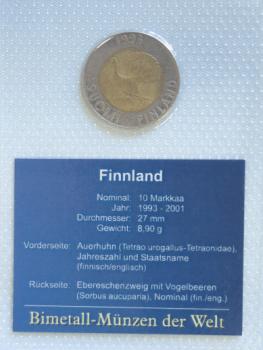 1993
SUOMI FINLAND
Finnland
Nominal: 10 Markkaa
Jahr: 1993 - 2001
Durchmesser: 27 mm
Gewicht: 8,90 g
Vorderseite: Auerhuhn (Tetrao urogallus-Tetraonidae),
Jahreszahl und Staatsname
(finnisch/englisch)
Rückseite: Ebereschenzweig mit Vogelbeeren
(Sorbus aucuparia), Nominal (fin./eng.)
Bimetall-Münzen der Welt